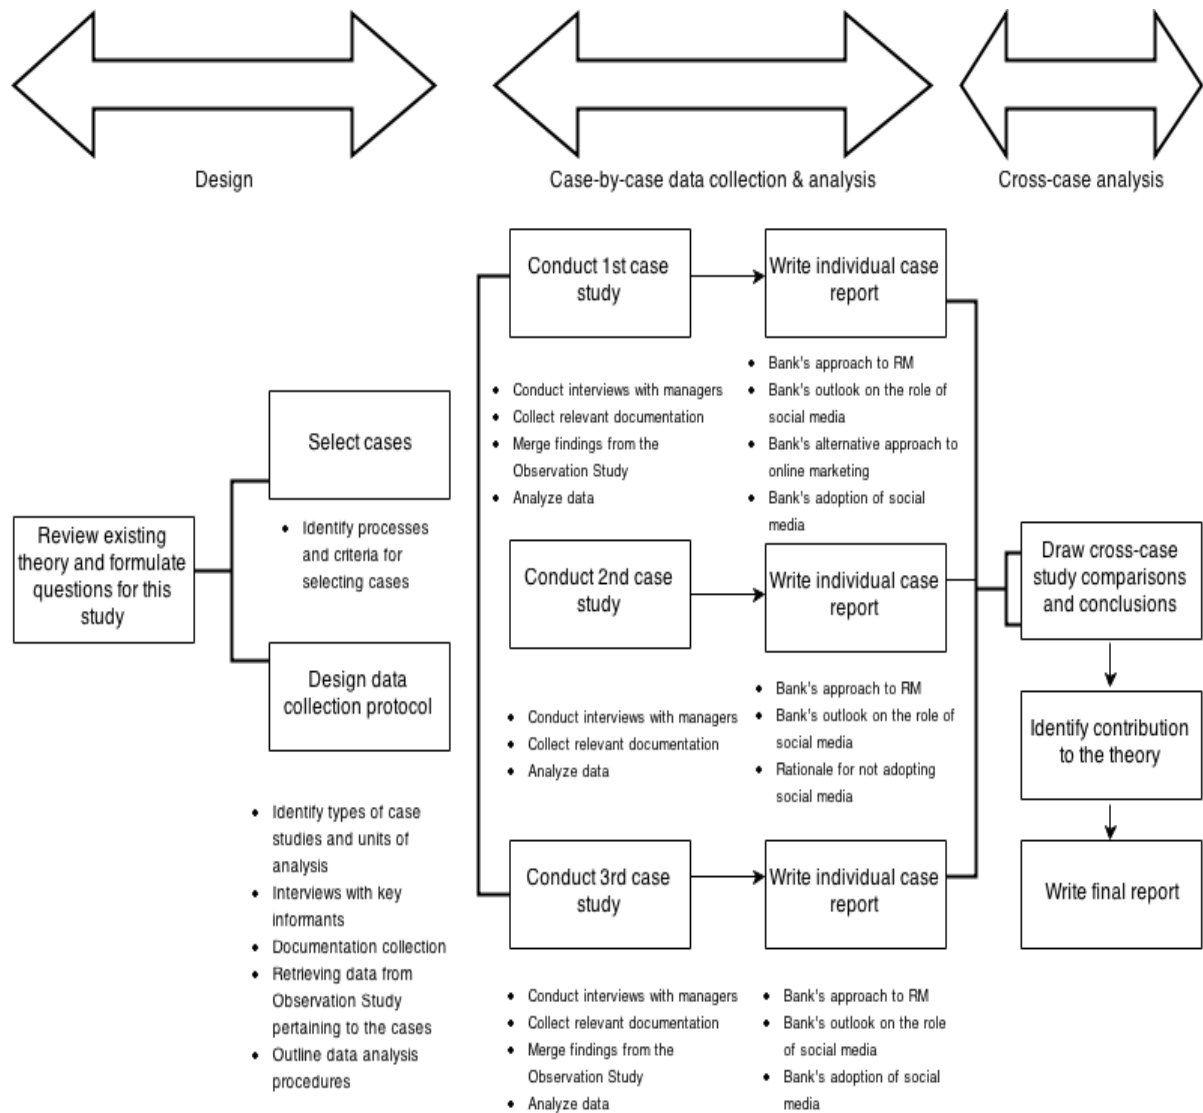 Design
Case-by-case data collection & analysis
Cross-case analysis
Review existing
theory and formulate
questions for this
study
Select cases
• Identify processes
and criteria for
selecting cases
Design data
collection protocol
• Identify types of case
studies and units of
analysis
• Interviews with key
informants
• Documentation collection
• Retrieving data from
Observation Study
pertaining to the cases
• Outline data analysis
procedures
Conduct 1st case
study
• Conduct interviews with managers
• Collect relevant documentation
• Merge findings from the
Observation Study
• Analyze data
Write individual case
report
• Bank's approach to RM
• Bank's outlook on the role of
social media
• Bank's alternative approach to
online marketing
• Bank's adoption of social
media
Conduct 2nd case
study
• Conduct interviews with managers
• Collect relevant documentation
• Analyze data
Write individual case
report
• Bank's approach to RM
• Bank's outlook on the role of
social media
• Rationale for not adopting
social media
Conduct 3rd case
study
• Conduct interviews with managers
• Collect relevant documentation
• Merge findings from the
Observation Study
• Analyze data
Write individual case
report
• Bank's approach to RM
• Bank's outlook on the role
of social media
• Bank's adoption of social
media
Draw cross-case
study comparisons
and conclusions
Identify contribution
to the theory
Write final report